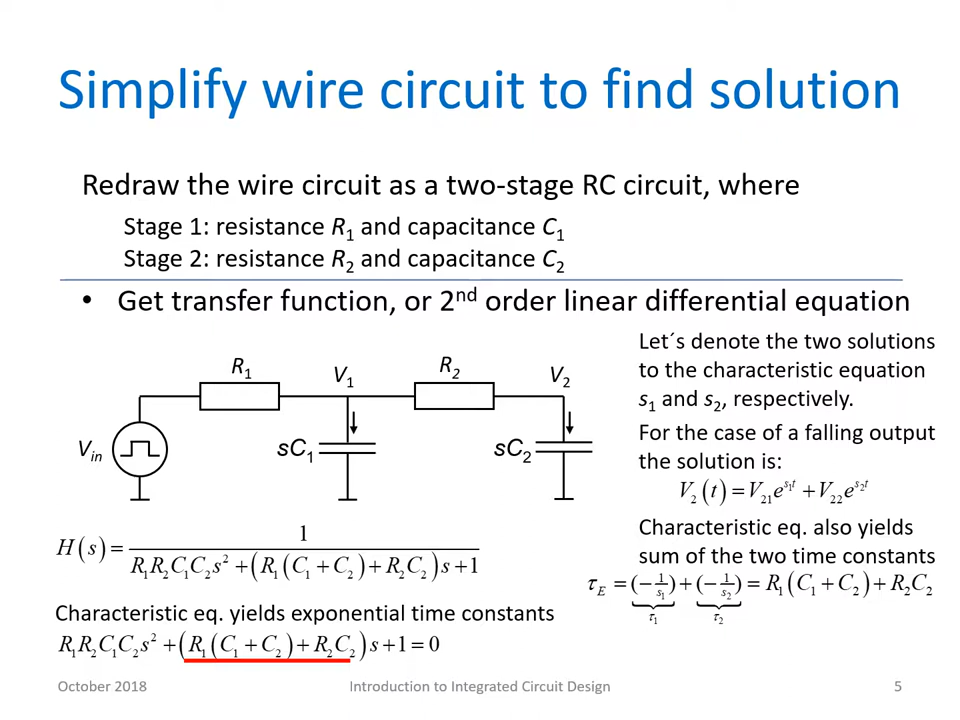 Simplify wire circuit to find solution
Redraw the wire circuit as a two-stage RC circuit, where
Stage 1: resistance R₁ and capacitance C₁
Stage 2: resistance R₂ and capacitance C₂
• Get transfer function, or 2ⁿᵈ order linear differential equation
Let´s denote the two solutions
to the characteristic equation
s₁ and s₂, respectively.
For the case of a falling output
the solution is:
V₂(t) = V₂₁e^{s₁t} + V₂₂e^{s₂t}
Characteristic eq. also yields
sum of the two time constants
τ_E = (−1/s₁) + (−1/s₂) = R₁(C₁ + C₂) + R₂C₂
τ₁ τ₂
R₁ V₁ R₂ V₂
V_in sC₁ sC₂
H(s) = 1 / (R₁R₂C₁C₂s² + (R₁(C₁ + C₂) + R₂C₂)s + 1)
Characteristic eq. yields exponential time constants
R₁R₂C₁C₂s² + (R₁(C₁ + C₂) + R₂C₂)s + 1 = 0
October 2018 Introduction to Integrated Circuit Design 5